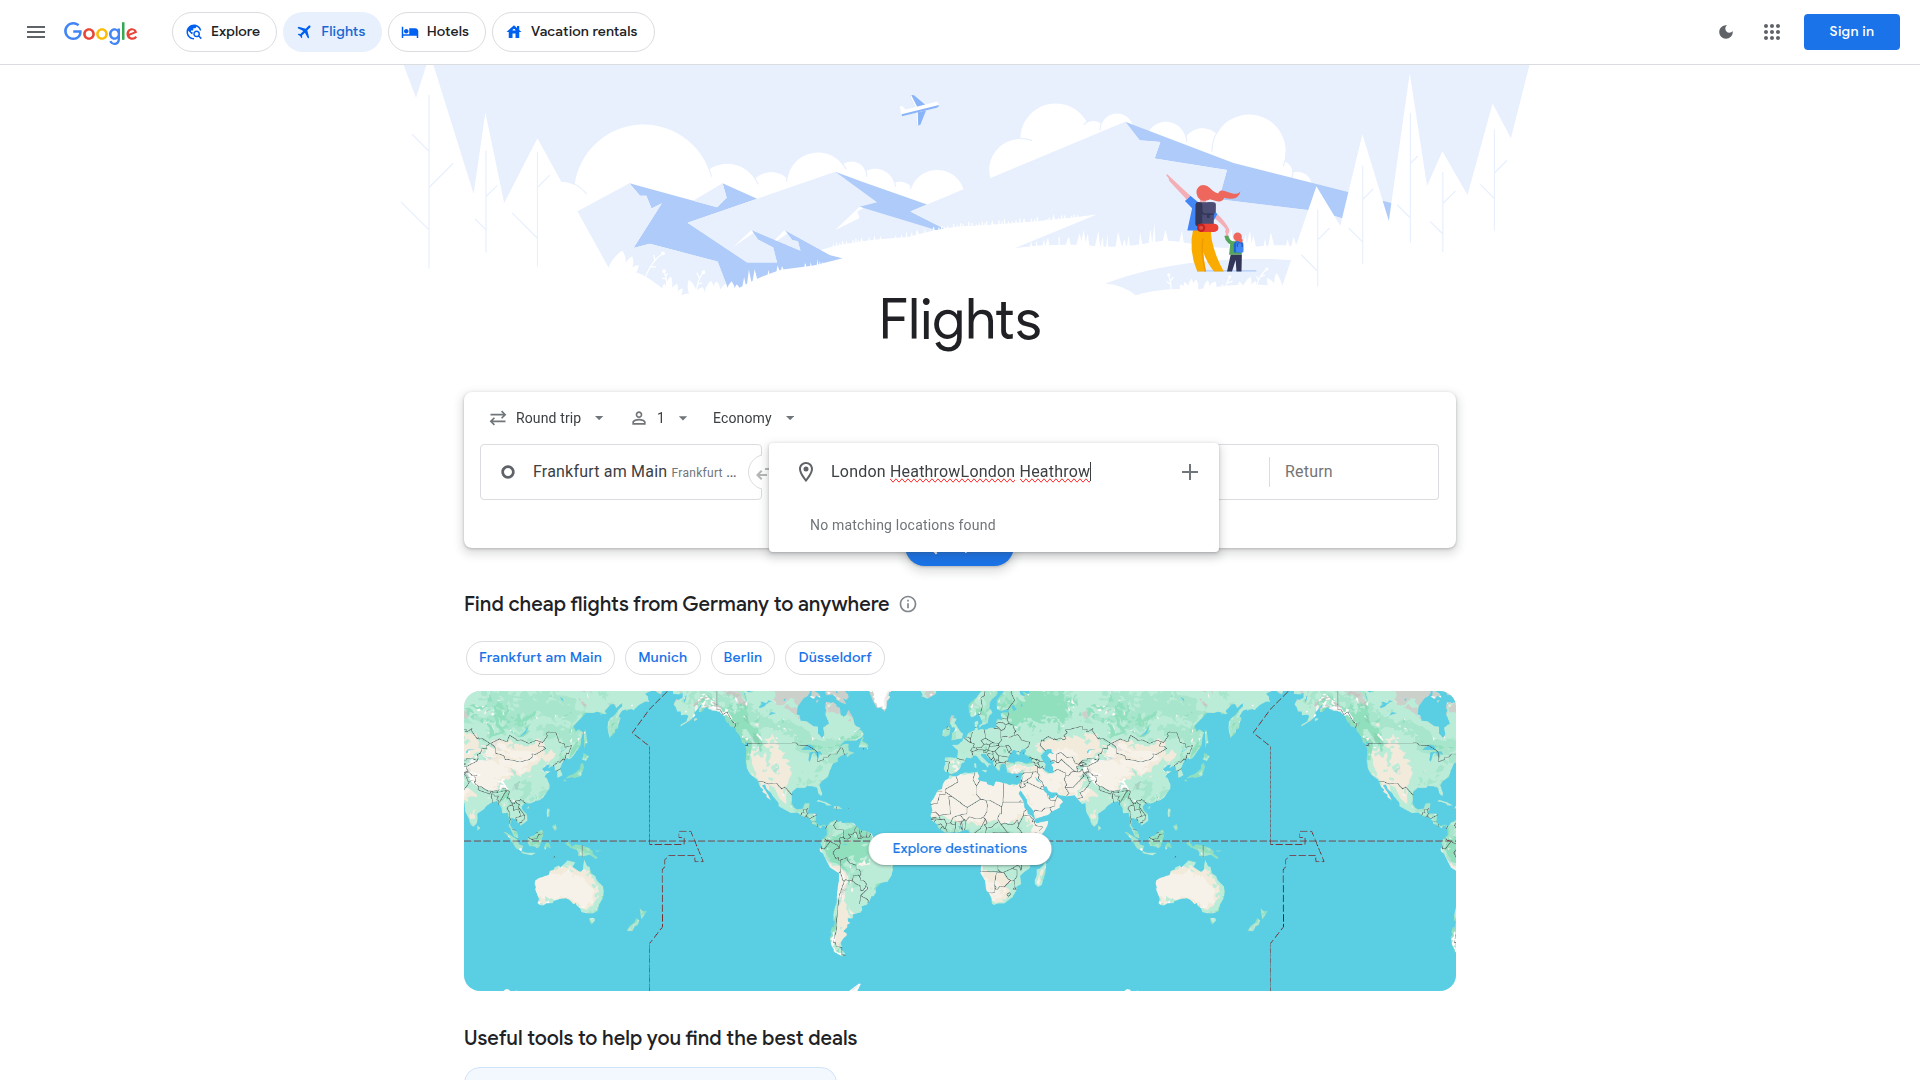 Google
Explore
Flights
Hotels
Vacation rentals
Sign in
Flights
Round trip
1
Economy
Frankfurt am Main Frankfurt ...
London HeathrowLondon Heathrow
Return
No matching locations found
Find cheap flights from Germany to anywhere
Frankfurt am Main
Munich
Berlin
Düsseldorf
Explore destinations
Useful tools to help you find the best deals